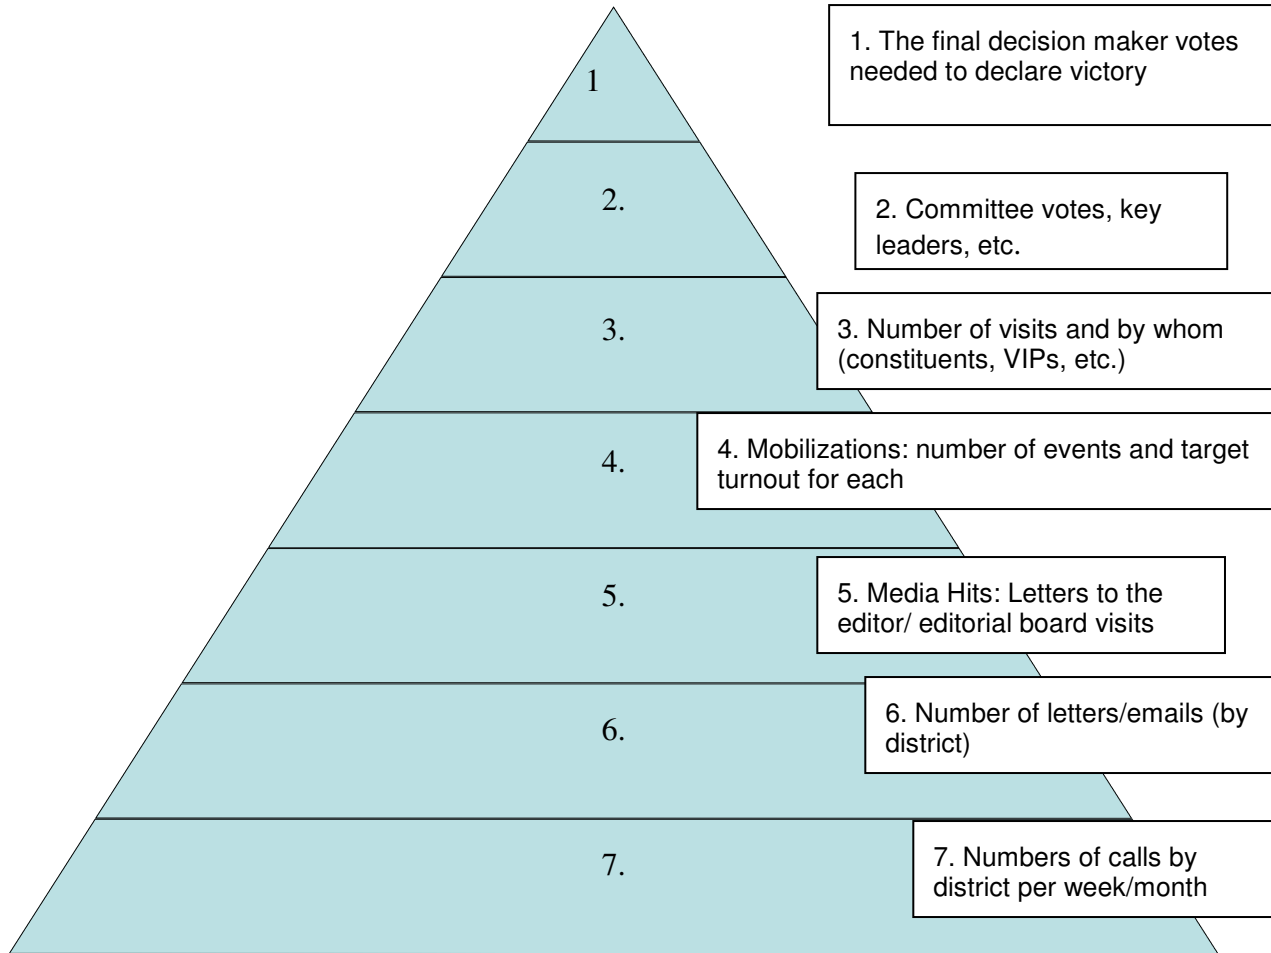 1
1. The final decision maker votes
needed to declare victory
2.
2. Committee votes, key
leaders, etc.
3.
3. Number of visits and by whom
(constituents, VIPs, etc.)
4.
4. Mobilizations: number of events and target
turnout for each
5.
5. Media Hits: Letters to the
editor/ editorial board visits
6.
6. Number of letters/emails (by
district)
7.
7. Numbers of calls by
district per week/month